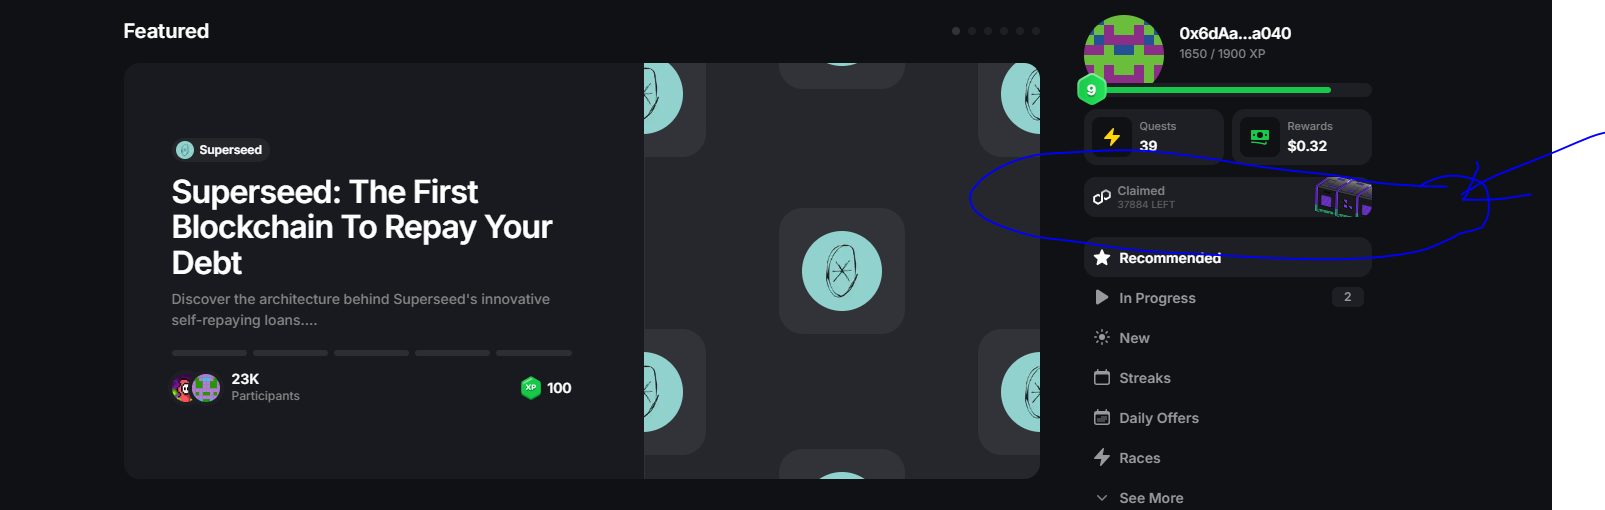 Featured
Superseed
Superseed: The First
Blockchain To Repay Your
Debt
Discover the architecture behind Superseed's innovative
self-repaying loans....
23K
Participants
XP
100
0x6dAa...a040
1650 / 1900 XP
9
Quests
39
Rewards
$0.32
Claimed
37884 LEFT
Recommended
In Progress
2
New
Streaks
Daily Offers
Races
See More